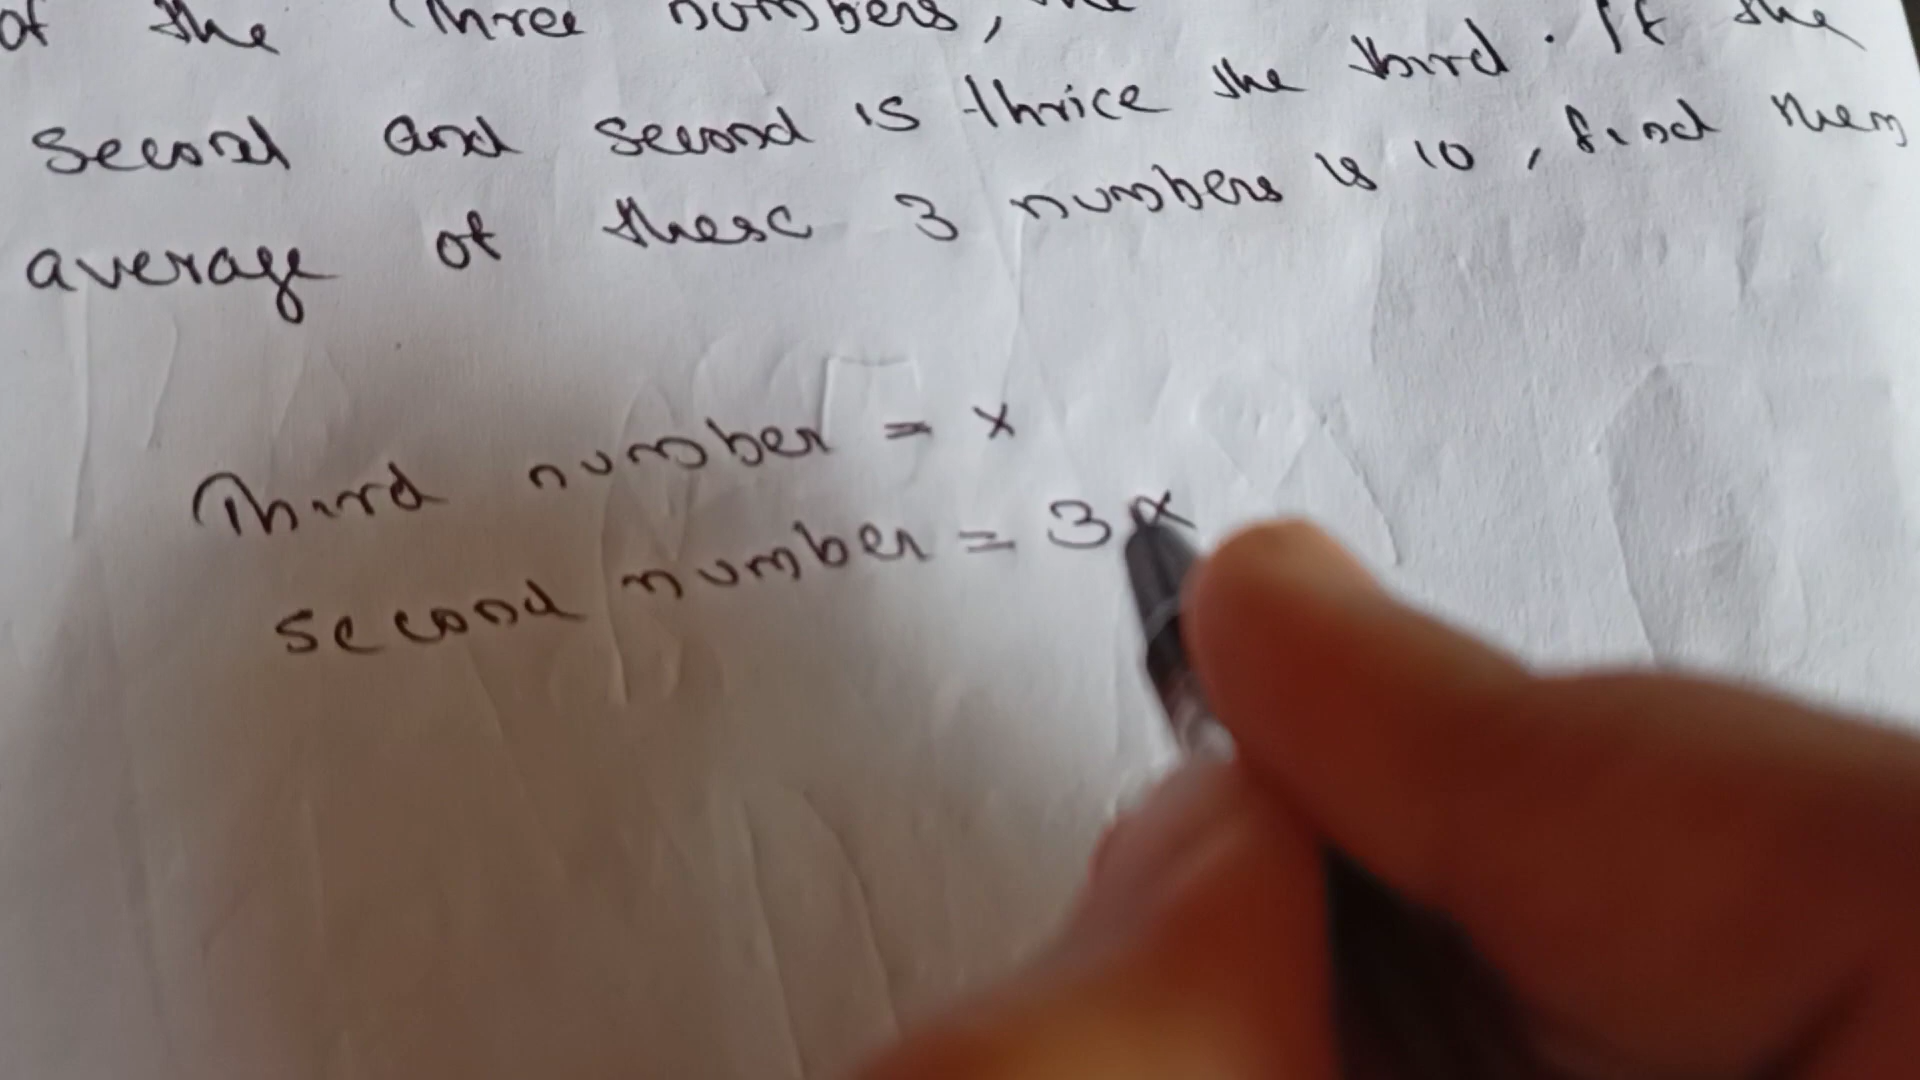 of the three numbers,
second and second is thrice the third. If the
average of these 3 numbers is 10, find them
Third number = x
second number = 3x